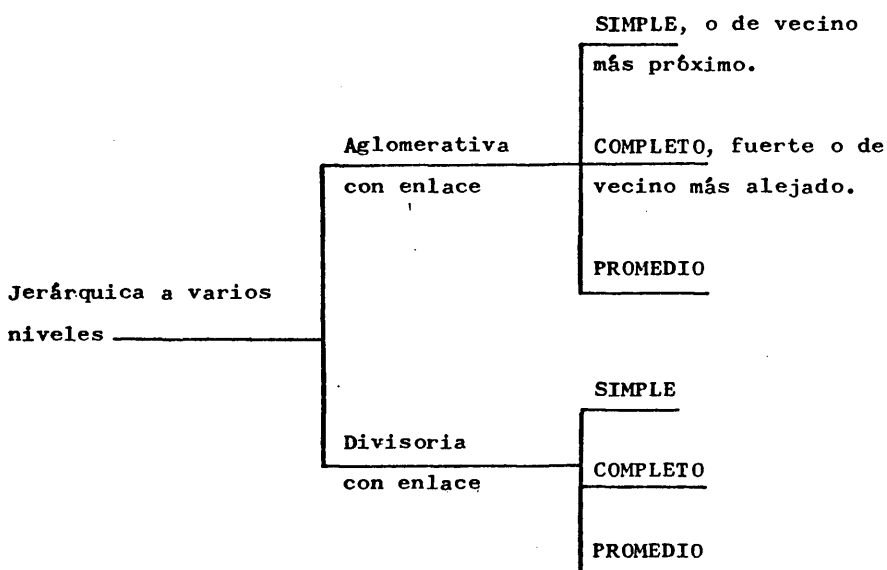 SIMPLE, o de vecino
más próximo.
Aglomerativa
con enlace
COMPLETO, fuerte o de
vecino más alejado.
PROMEDIO
Jerárquica a varios
niveles
SIMPLE
Divisoria
con enlace
COMPLETO
PROMEDIO